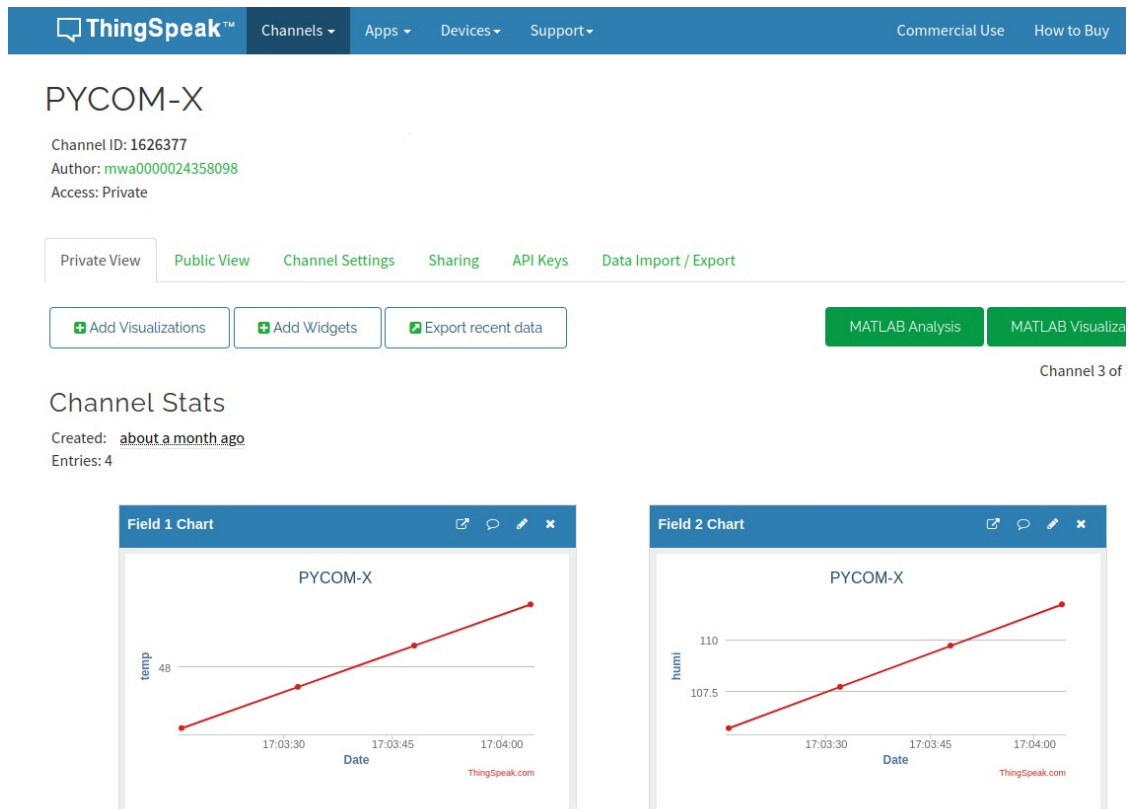 ThingSpeak™ Channels Apps Devices Support Commercial Use How to Buy
PYCOM-X
Channel ID: 1626377
Author: mwa0000024358098
Access: Private
Private View Public View Channel Settings Sharing API Keys Data Import / Export
Add Visualizations Add Widgets Export recent data MATLAB Analysis MATLAB Visualiza
Channel 3 of
Channel Stats
Created: about a month ago
Entries: 4
Field 1 Chart
PYCOM-X
temp
48
17:03:30 17:03:45 17:04:00
Date
ThingSpeak.com
Field 2 Chart
PYCOM-X
humi
110
107.5
17:03:30 17:03:45 17:04:00
Date
ThingSpeak.com